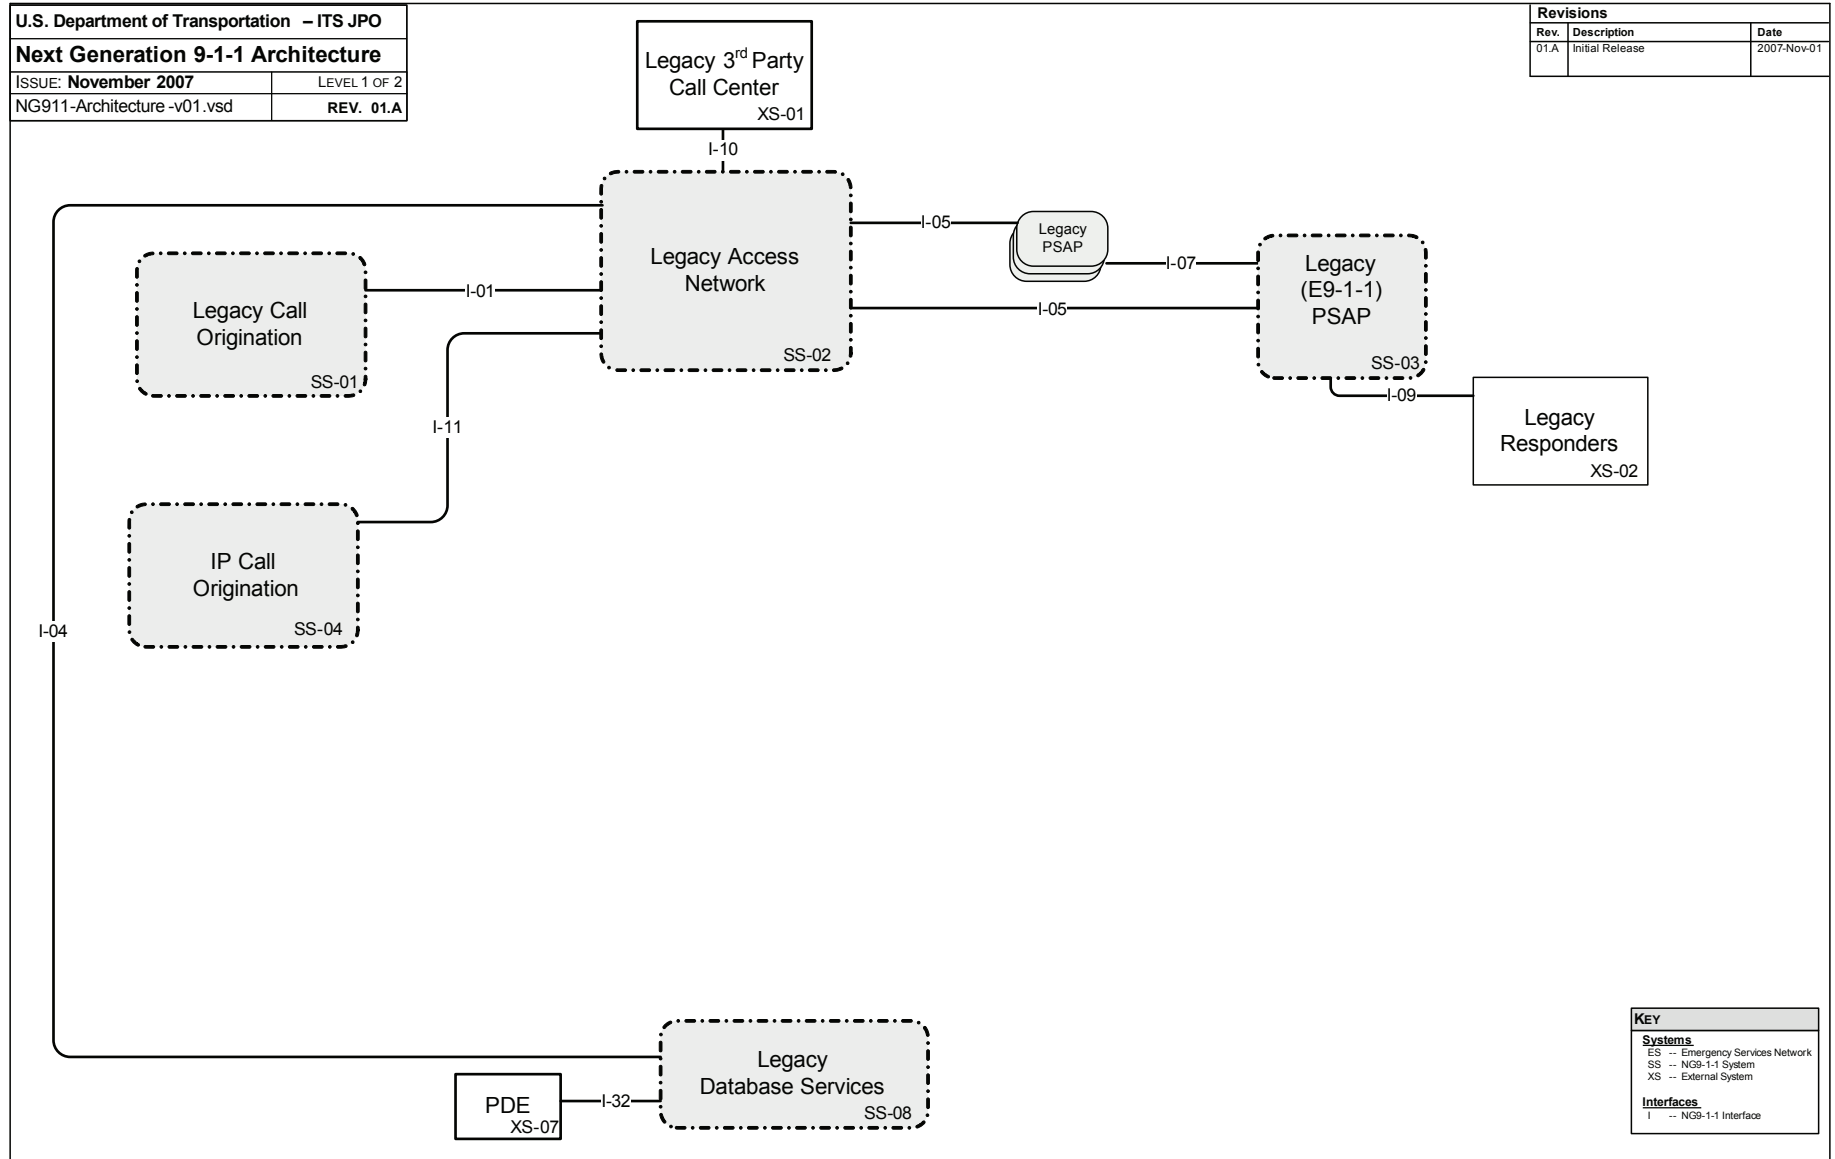 U.S. Department of Transportation – ITS JPO
Next Generation 9-1-1 Architecture
ISSUE: November 2007 LEVEL 1 OF 2
NG911-Architecture -v01.vsd REV. 01.A
Revisions
Rev. Description Date
01.A Initial Release 2007-Nov-01
Legacy 3rd Party
Call Center
XS-01
I-10
Legacy Access
Network
SS-02
I-05
Legacy
PSAP
I-07
I-05
Legacy
(E9-1-1)
PSAP
SS-03
I-09
Legacy
Responders
XS-02
Legacy Call
Origination
SS-01
I-01
I-11
IP Call
Origination
SS-04
I-04
Legacy
Database Services
SS-08
PDE
XS-07
I-32
KEY
Systems
ES -- Emergency Services Network
SS -- NG9-1-1 System
XS -- External System
Interfaces
I -- NG9-1-1 Interface